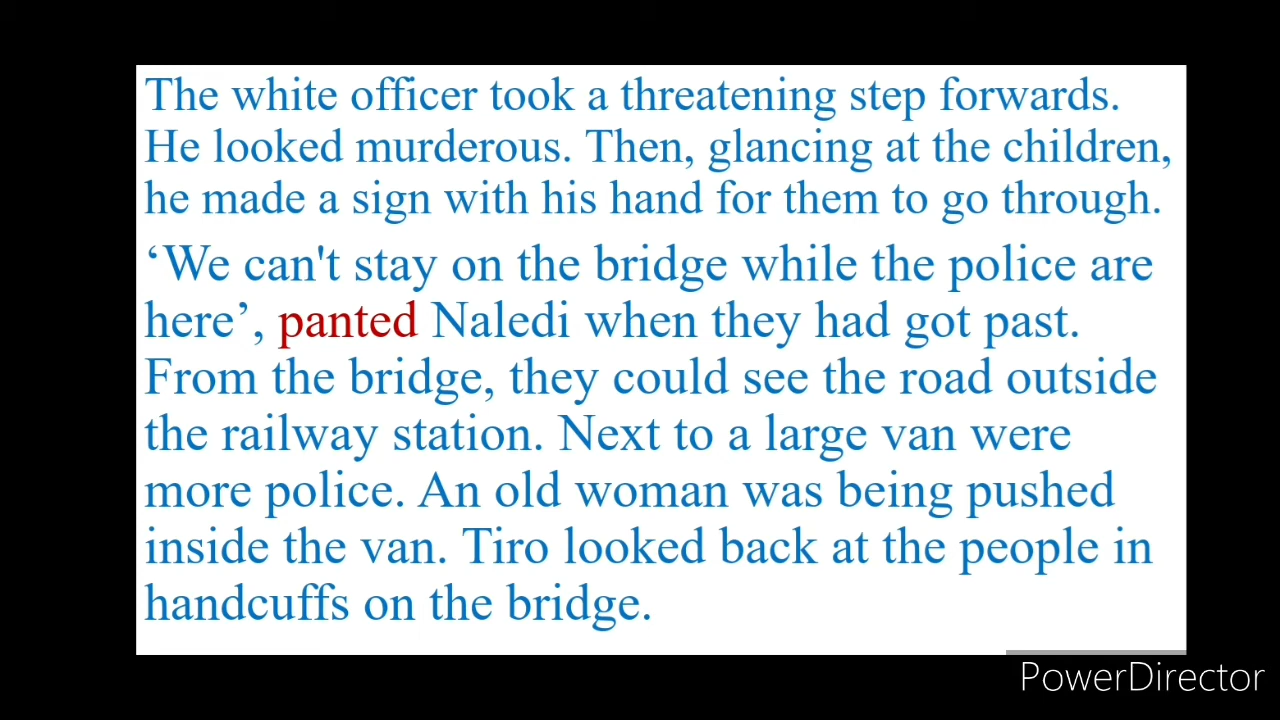 The white officer took a threatening step forwards.
He looked murderous. Then, glancing at the children,
he made a sign with his hand for them to go through.
‘We can't stay on the bridge while the police are
here’, panted Naledi when they had got past.
From the bridge, they could see the road outside
the railway station. Next to a large van were
more police. An old woman was being pushed
inside the van. Tiro looked back at the people in
handcuffs on the bridge.
PowerDirector